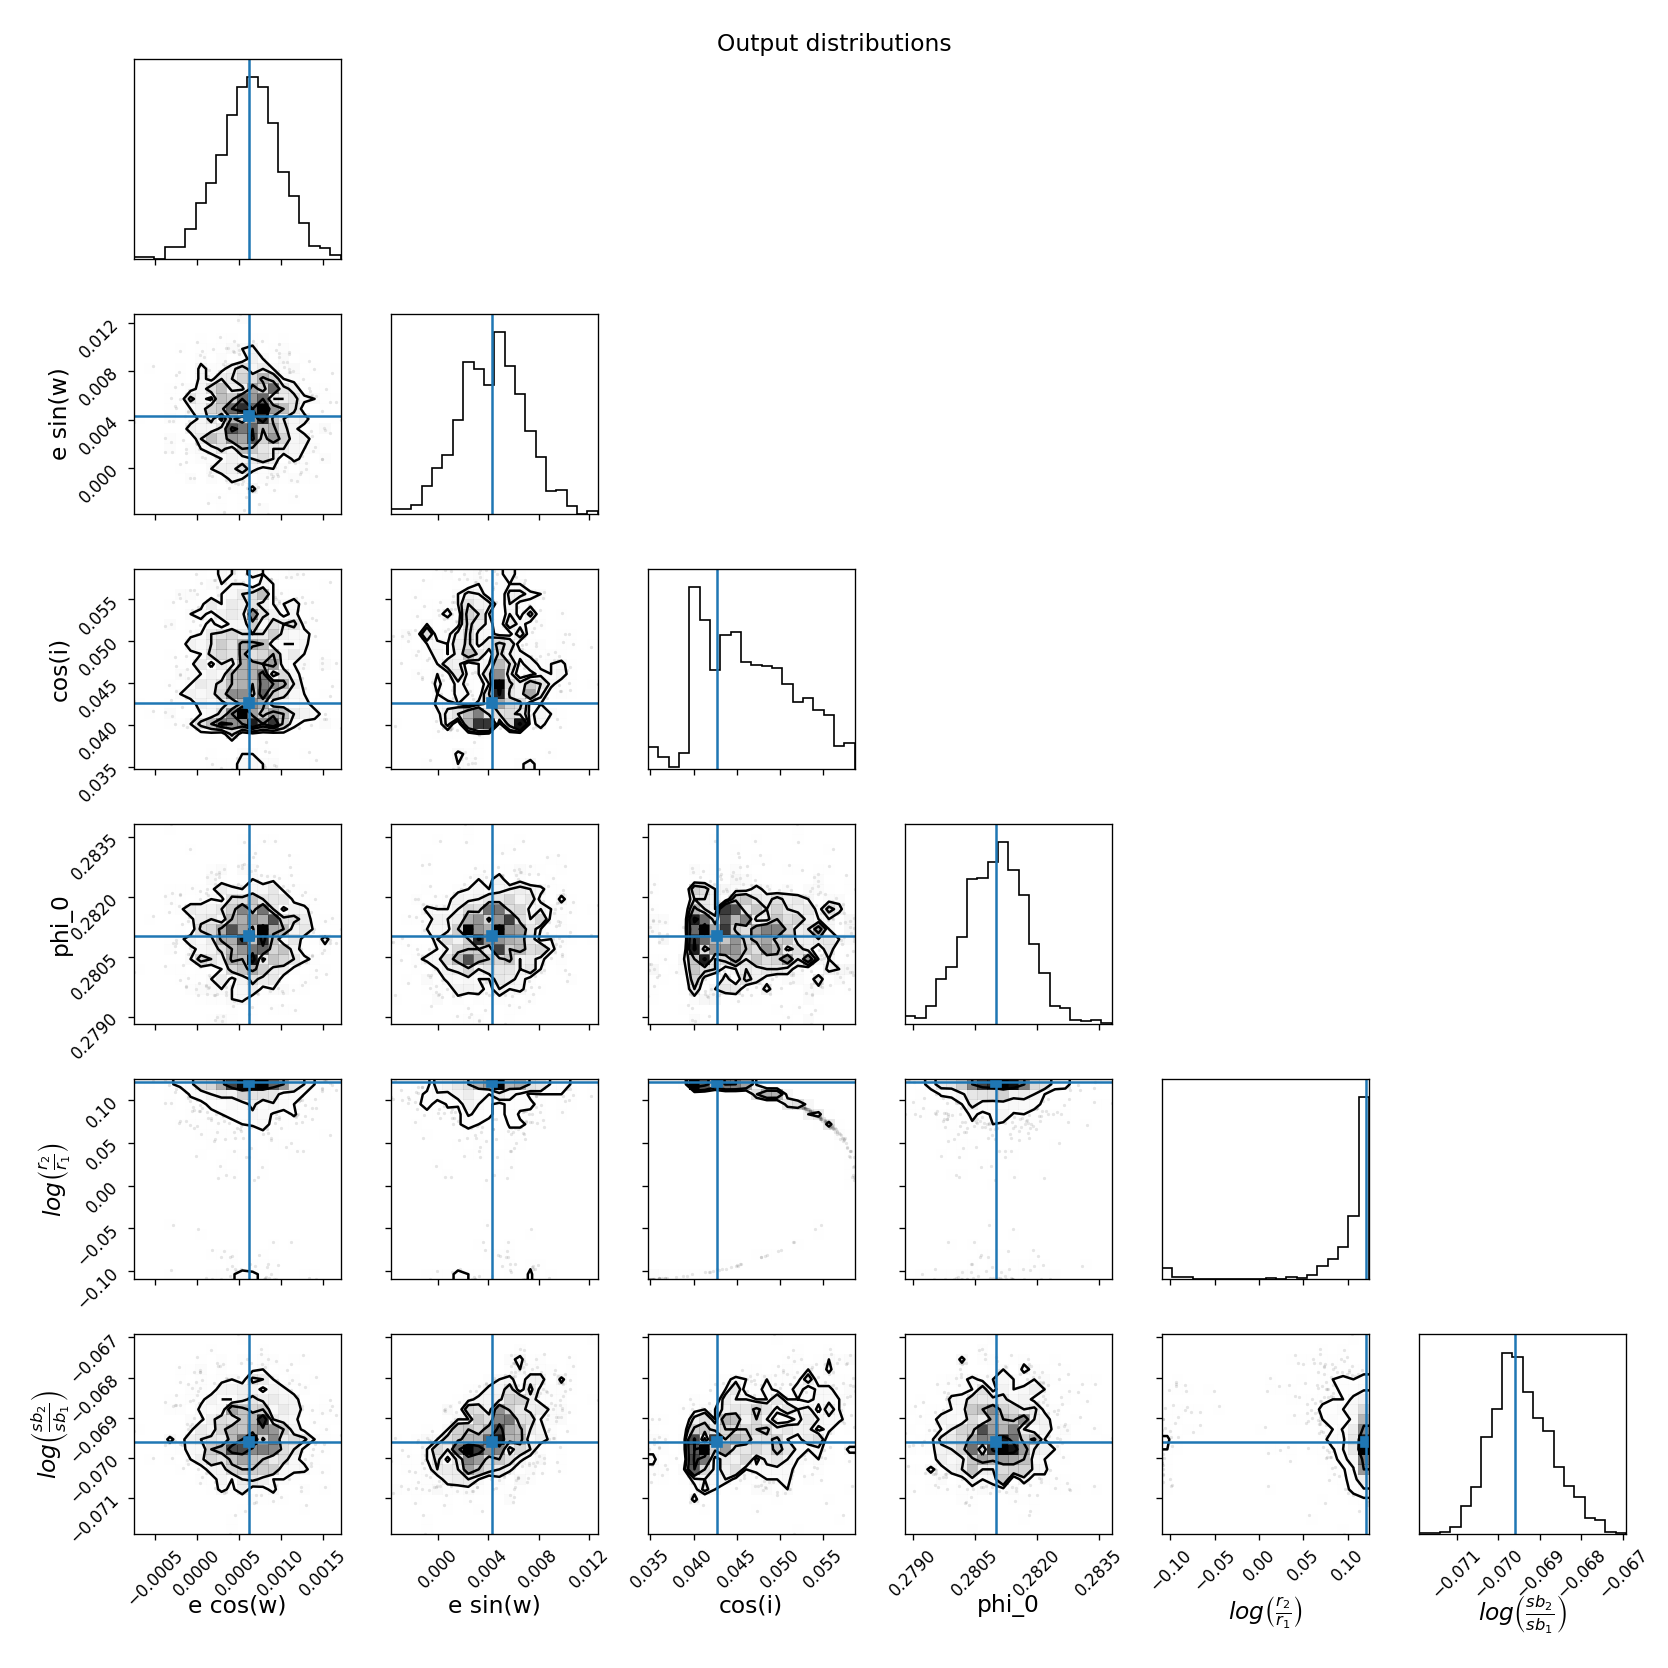 Output distributions
e sin(w)
0.012
0.008
0.004
0.000
cos(i)
0.055
0.050
0.045
0.040
0.035
phi_0
0.2835
0.2820
0.2805
0.2790
log(r2/r1)
0.10
0.05
0.00
−0.05
−0.10
log(sb2/sb1)
−0.067
−0.068
−0.069
−0.070
−0.071
−0.0005 0.0000 0.0005 0.0010 0.0015
e cos(w)
0.000 0.004 0.008 0.012
e sin(w)
0.035 0.040 0.045 0.050 0.055
cos(i)
0.2790 0.2805 0.2820 0.2835
phi_0
−0.10 −0.05 0.00 0.05 0.10
log(r2/r1)
−0.071 −0.070 −0.069 −0.068 −0.067
log(sb2/sb1)